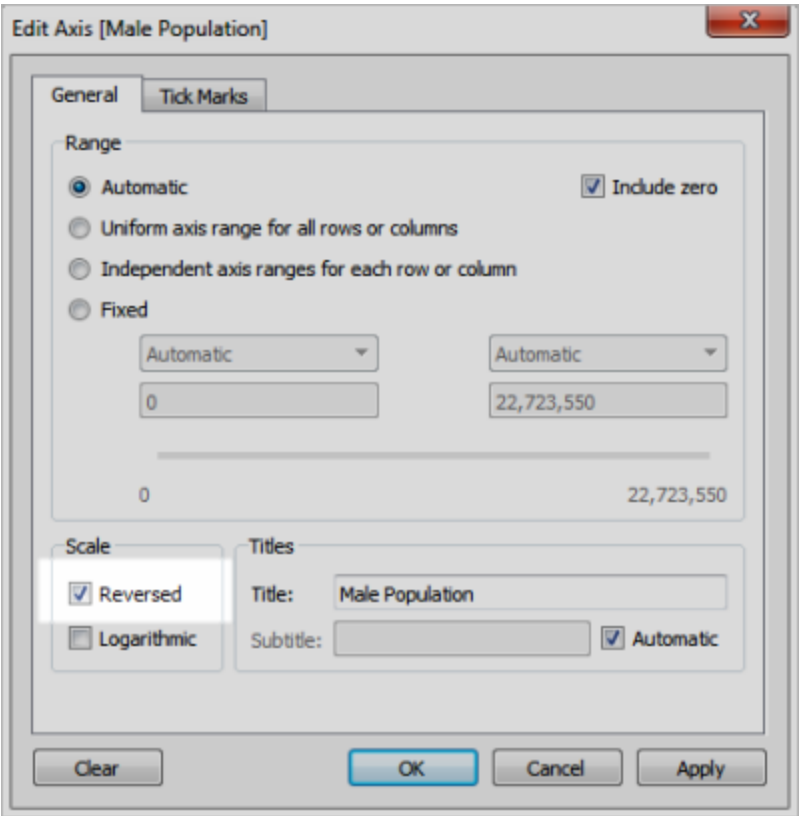 Edit Axis [Male Population]
General
Tick Marks
Range
Automatic
Include zero
Uniform axis range for all rows or columns
Independent axis ranges for each row or column
Fixed
Automatic
Automatic
0
22,723,550
0
22,723,550
Scale
Reversed
Logarithmic
Titles
Title: Male Population
Subtitle:
Automatic
Clear
OK
Cancel
Apply